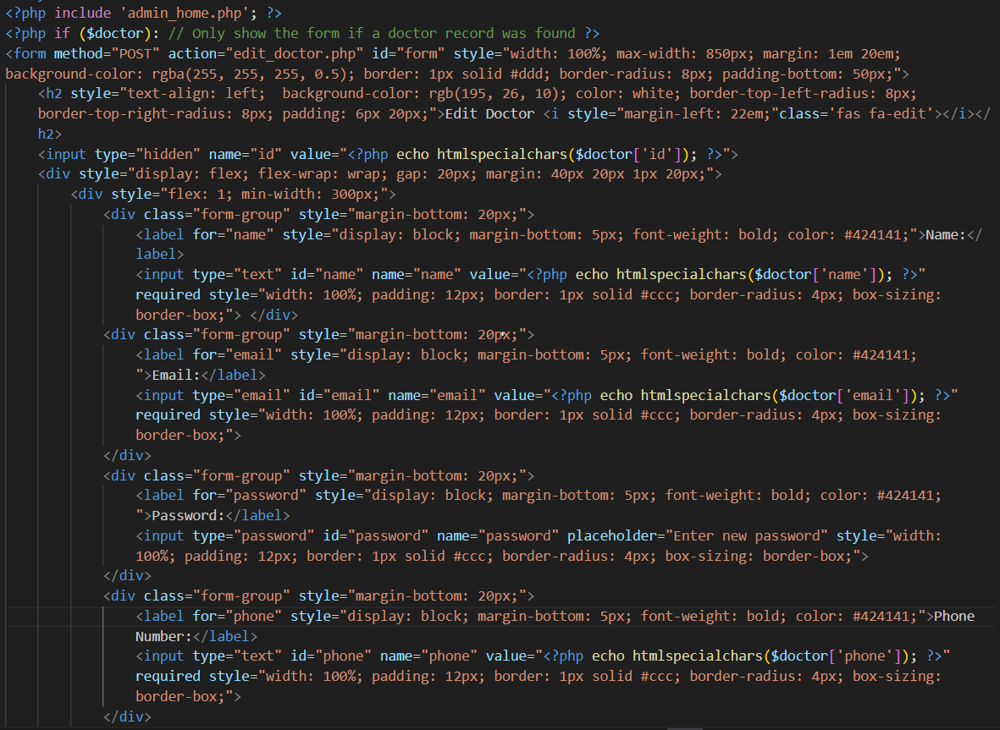 <?php include 'admin_home.php'; ?>
<?php if ($doctor): // Only show the form if a doctor record was found ?>
<form method="POST" action="edit_doctor.php" id="form" style="width: 100%; max-width: 850px; margin: 1em 20em;
background-color: rgba(255, 255, 255, 0.5); border: 1px solid #ddd; border-radius: 8px; padding-bottom: 50px;">
<h2 style="text-align: left;  background-color: rgb(195, 26, 10); color: white; border-top-left-radius: 8px;
border-top-right-radius: 8px; padding: 6px 20px;">Edit Doctor <i style="margin-left: 22em;"class='fas fa-edit'></i></
h2>
<input type="hidden" name="id" value="<?php echo htmlspecialchars($doctor['id']); ?>">
<div style="display: flex; flex-wrap: wrap; gap: 20px; margin: 40px 20px 1px 20px;">
<div style="flex: 1; min-width: 300px;">
<div class="form-group" style="margin-bottom: 20px;">
<label for="name" style="display: block; margin-bottom: 5px; font-weight: bold; color: #424141;">Name:</
label>
<input type="text" id="name" name="name" value="<?php echo htmlspecialchars($doctor['name']); ?>"
required style="width: 100%; padding: 12px; border: 1px solid #ccc; border-radius: 4px; box-sizing:
border-box;"> </div>
<div class="form-group" style="margin-bottom: 20px;">
<label for="email" style="display: block; margin-bottom: 5px; font-weight: bold; color: #424141;
">Email:</label>
<input type="email" id="email" name="email" value="<?php echo htmlspecialchars($doctor['email']); ?>"
required style="width: 100%; padding: 12px; border: 1px solid #ccc; border-radius: 4px; box-sizing:
border-box;">
</div>
<div class="form-group" style="margin-bottom: 20px;">
<label for="password" style="display: block; margin-bottom: 5px; font-weight: bold; color: #424141;
">Password:</label>
<input type="password" id="password" name="password" placeholder="Enter new password" style="width:
100%; padding: 12px; border: 1px solid #ccc; border-radius: 4px; box-sizing: border-box;">
</div>
<div class="form-group" style="margin-bottom: 20px;">
<label for="phone" style="display: block; margin-bottom: 5px; font-weight: bold; color: #424141;">Phone
Number:</label>
<input type="text" id="phone" name="phone" value="<?php echo htmlspecialchars($doctor['phone']); ?>"
required style="width: 100%; padding: 12px; border: 1px solid #ccc; border-radius: 4px; box-sizing:
border-box;">
</div>